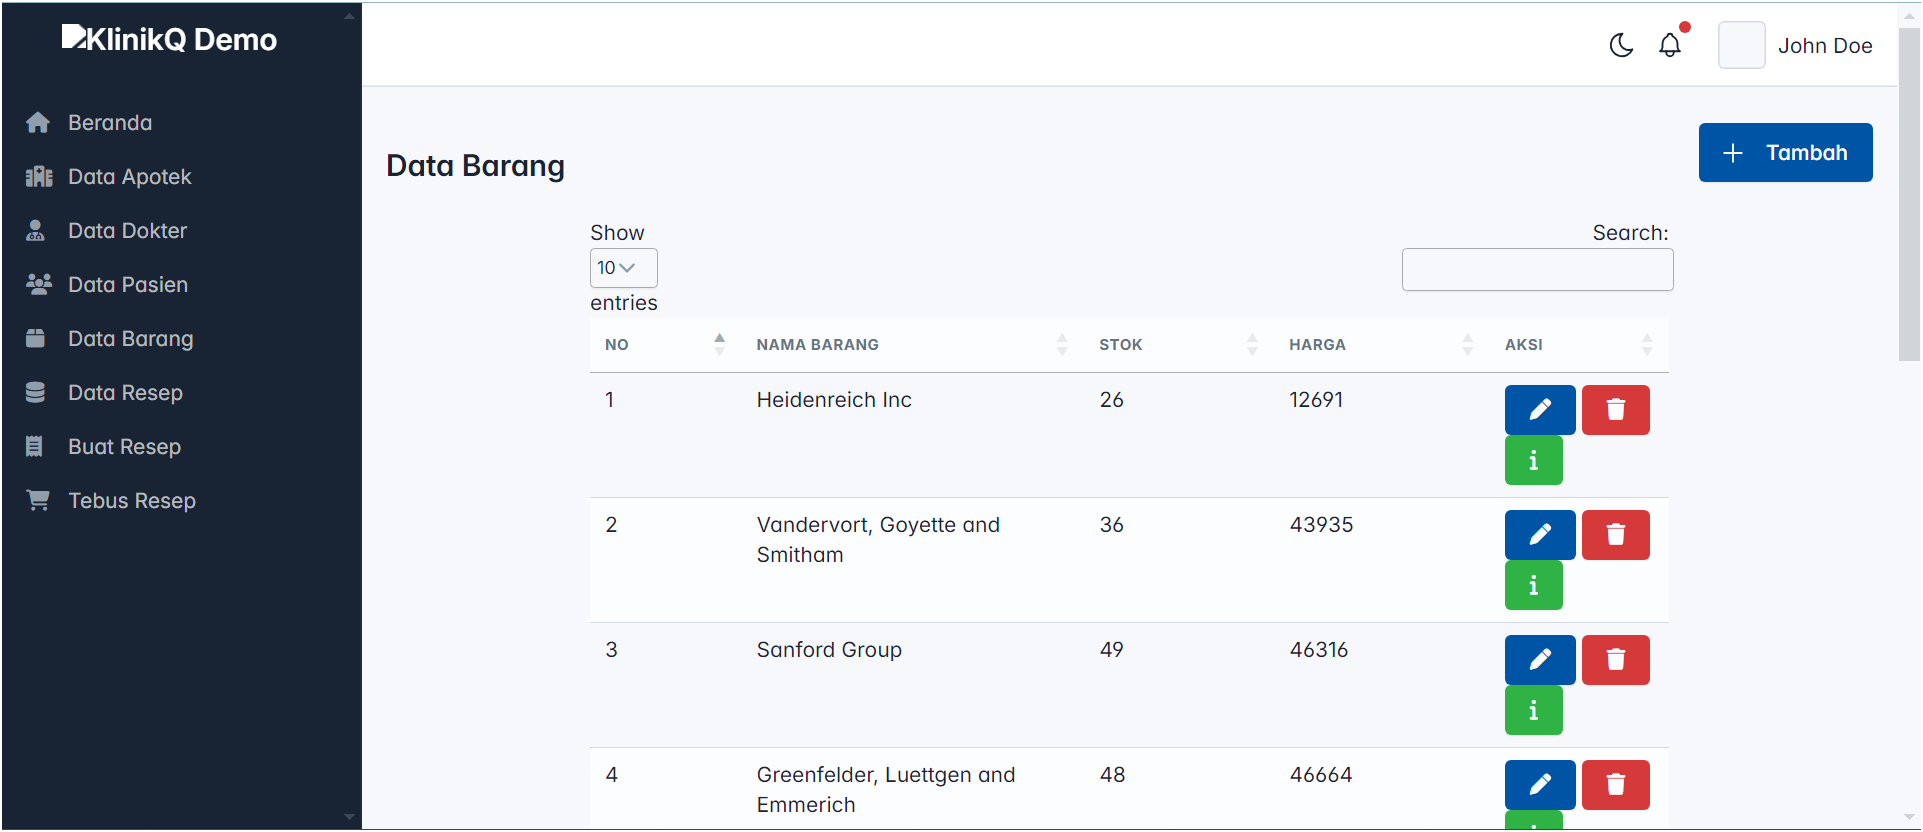 KlinikQ Demo
John Doe
Beranda
Data Apotek
Data Dokter
Data Pasien
Data Barang
Data Resep
Buat Resep
Tebus Resep
Data Barang
Tambah
Show
10
entries
Search:
NO NAMA BARANG STOK HARGA AKSI
1 Heidenreich Inc 26 12691
2 Vandervort, Goyette and 36 43935
Smitham
3 Sanford Group 49 46316
4 Greenfelder, Luettgen and 48 46664
Emmerich